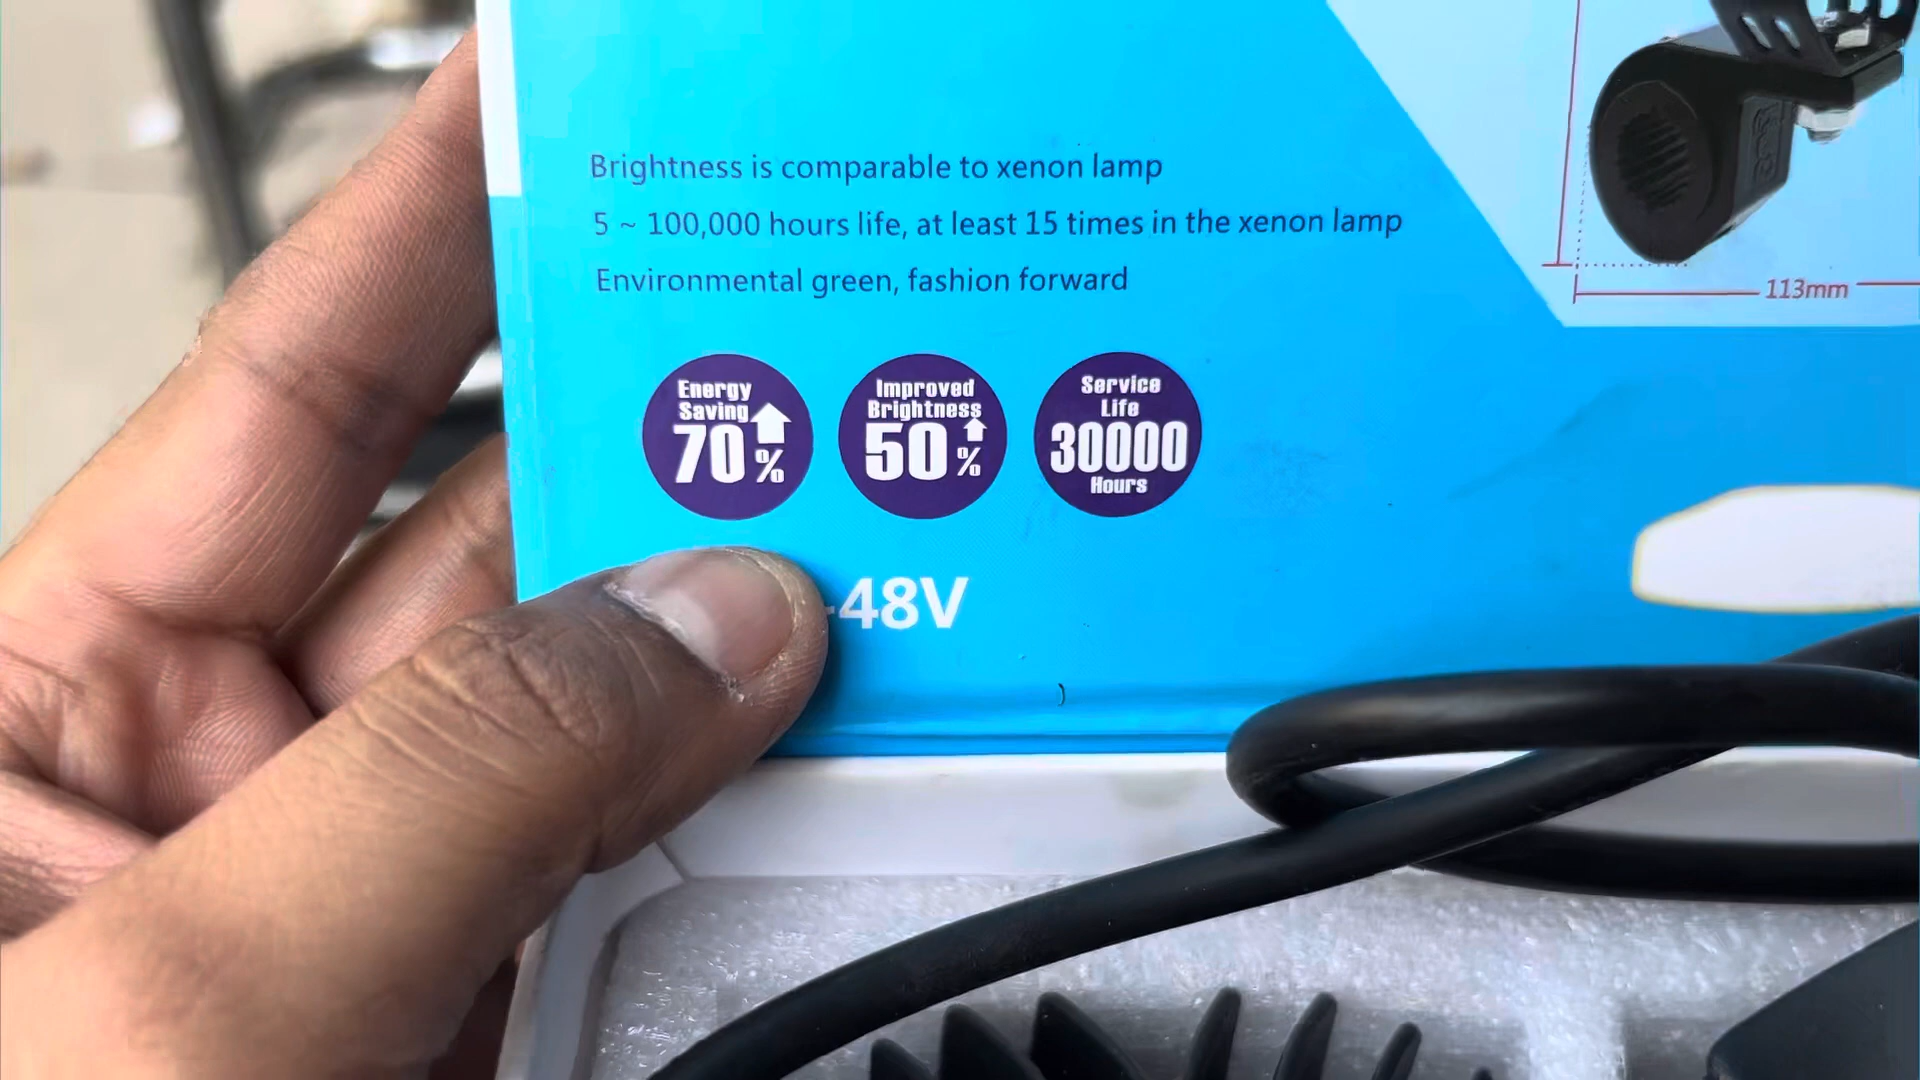 Brightness is comparable to xenon lamp
5 ~ 100,000 hours life, at least 15 times in the xenon lamp
Environmental green, fashion forward
113mm
Energy
Saving
70%
Improved
Brightness
50%
Service
Life
30000
Hours
-48V